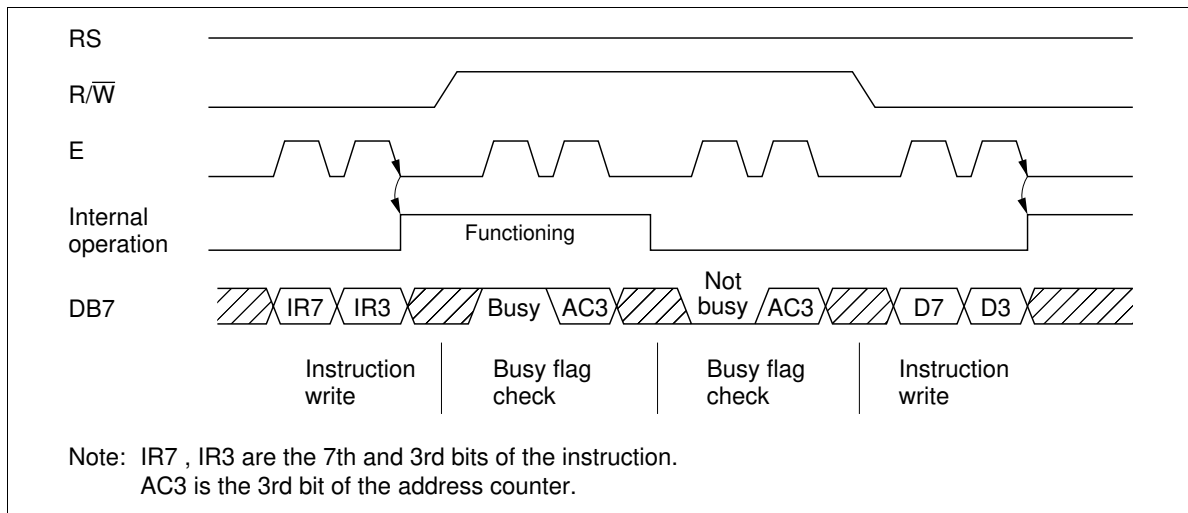 RS
R/W̅
E
Internal
operation
Functioning
DB7
IR7 IR3 Busy AC3 Not
busy AC3 D7 D3
Instruction
write
Busy flag
check
Busy flag
check
Instruction
write
Note: IR7 , IR3 are the 7th and 3rd bits of the instruction.
AC3 is the 3rd bit of the address counter.